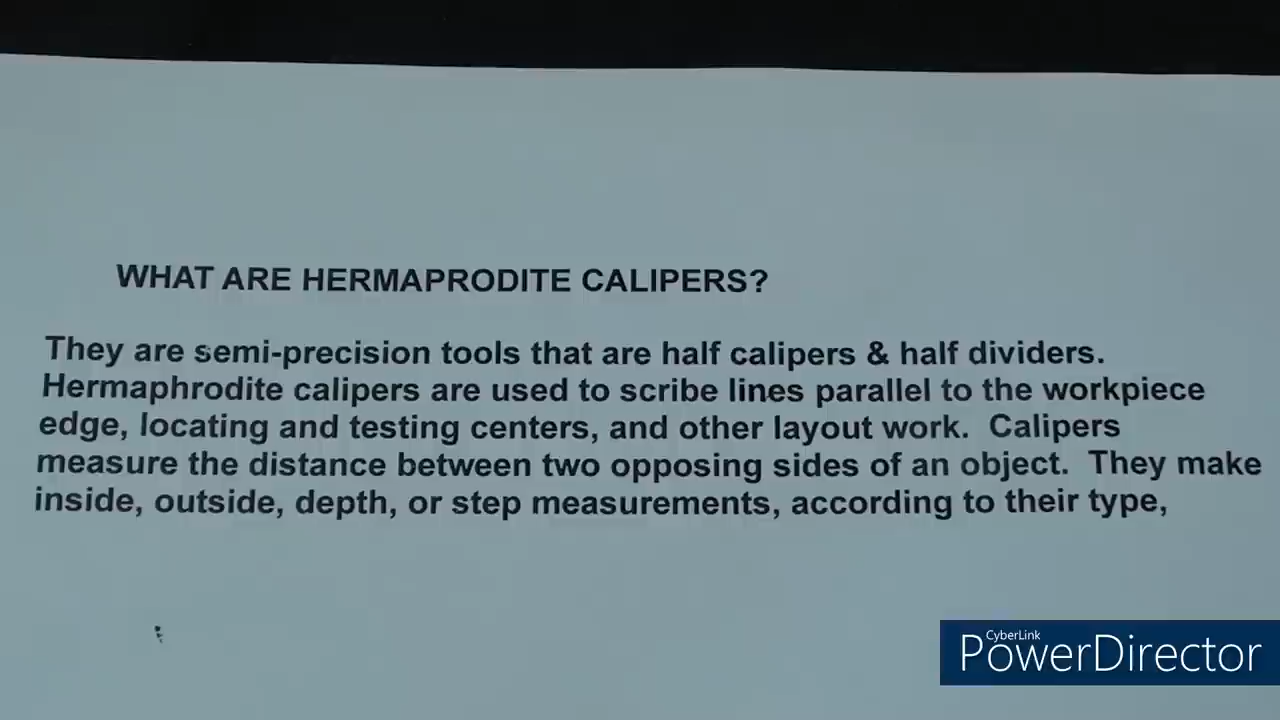 WHAT ARE HERMAPRODITE CALIPERS?
They are semi-precision tools that are half calipers & half dividers.
Hermaphrodite calipers are used to scribe lines parallel to the workpiece
edge, locating and testing centers, and other layout work.  Calipers
measure the distance between two opposing sides of an object.  They make
inside, outside, depth, or step measurements, according to their type,
CyberLink
PowerDirector